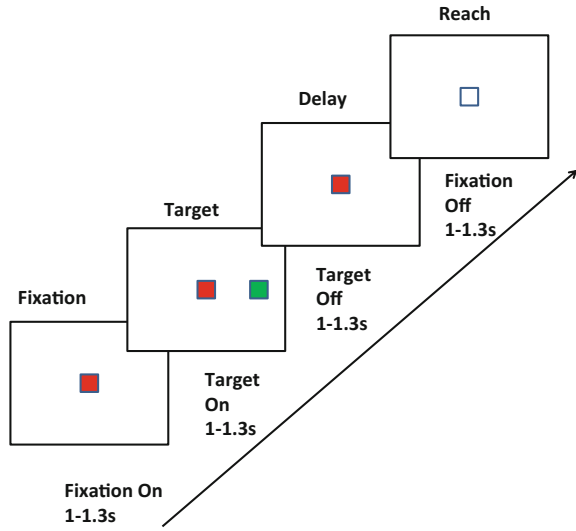 Reach
Delay
Target
Fixation
Fixation
Off
1-1.3s
Target
Off
1-1.3s
Target
On
1-1.3s
Fixation On
1-1.3s